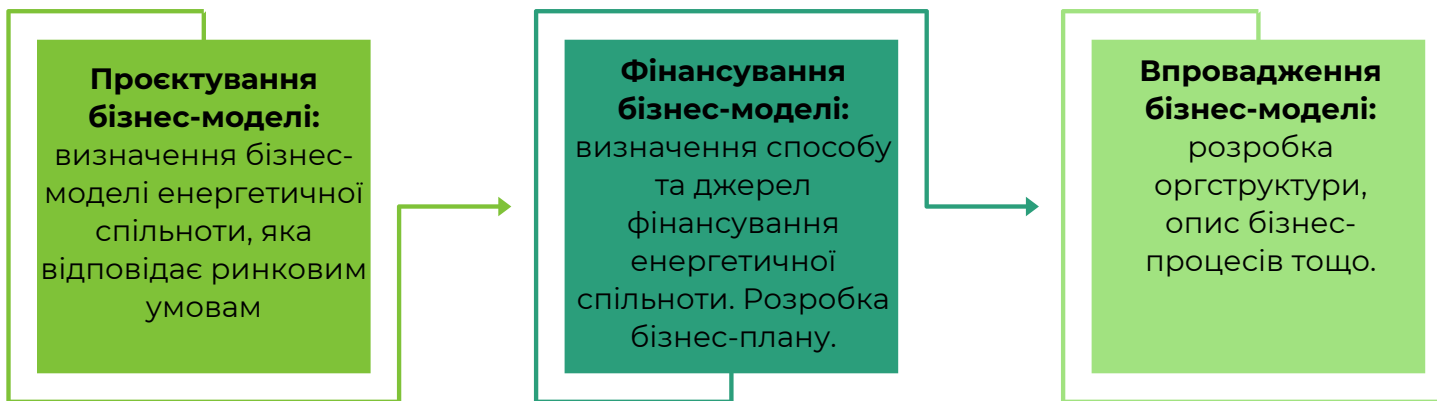 Проєктування
бізнес-моделі:
визначення бізнес-
моделі енергетичної
спільноти, яка
відповідає ринковим
умовам
Фінансування
бізнес-моделі:
визначення способу
та джерел
фінансування
енергетичної
спільноти. Розробка
бізнес-плану.
Впровадження
бізнес-моделі:
розробка
оргструктури,
опис бізнес-
процесів тощо.